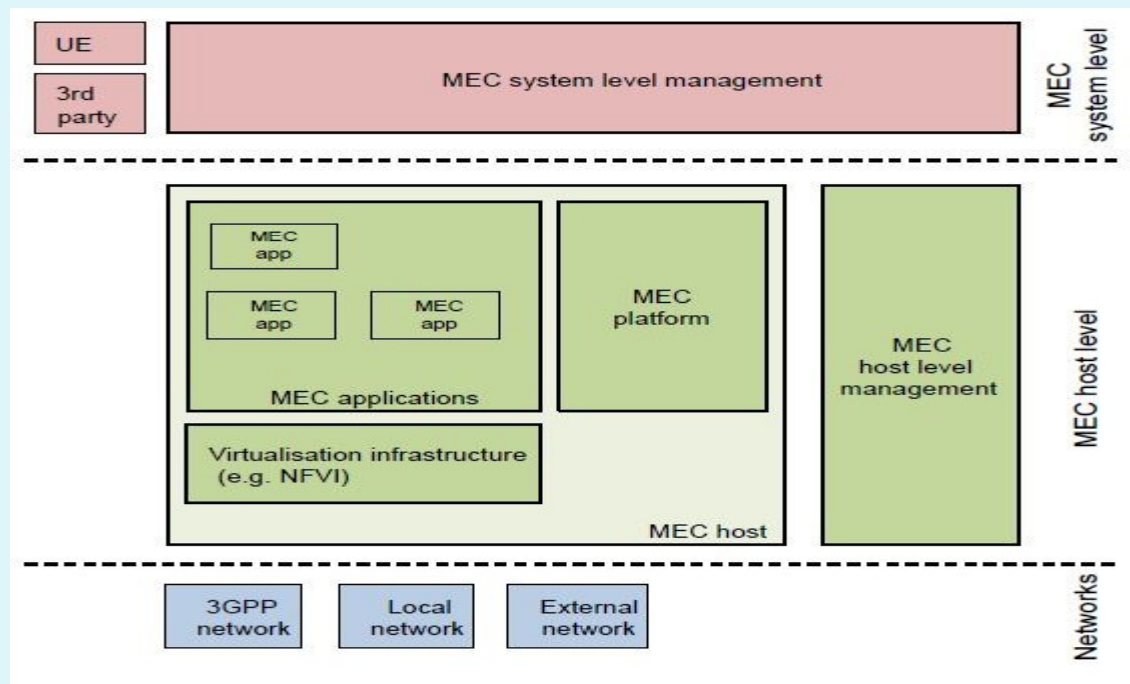 UE
3rd
party
MEC system level management
MEC
system level
MEC
app
MEC
app
MEC
app
MEC applications
MEC
platform
Virtualisation infrastructure
(e.g. NFVI)
MEC host
MEC
host level
management
MEC host level
3GPP
network
Local
network
External
network
Networks